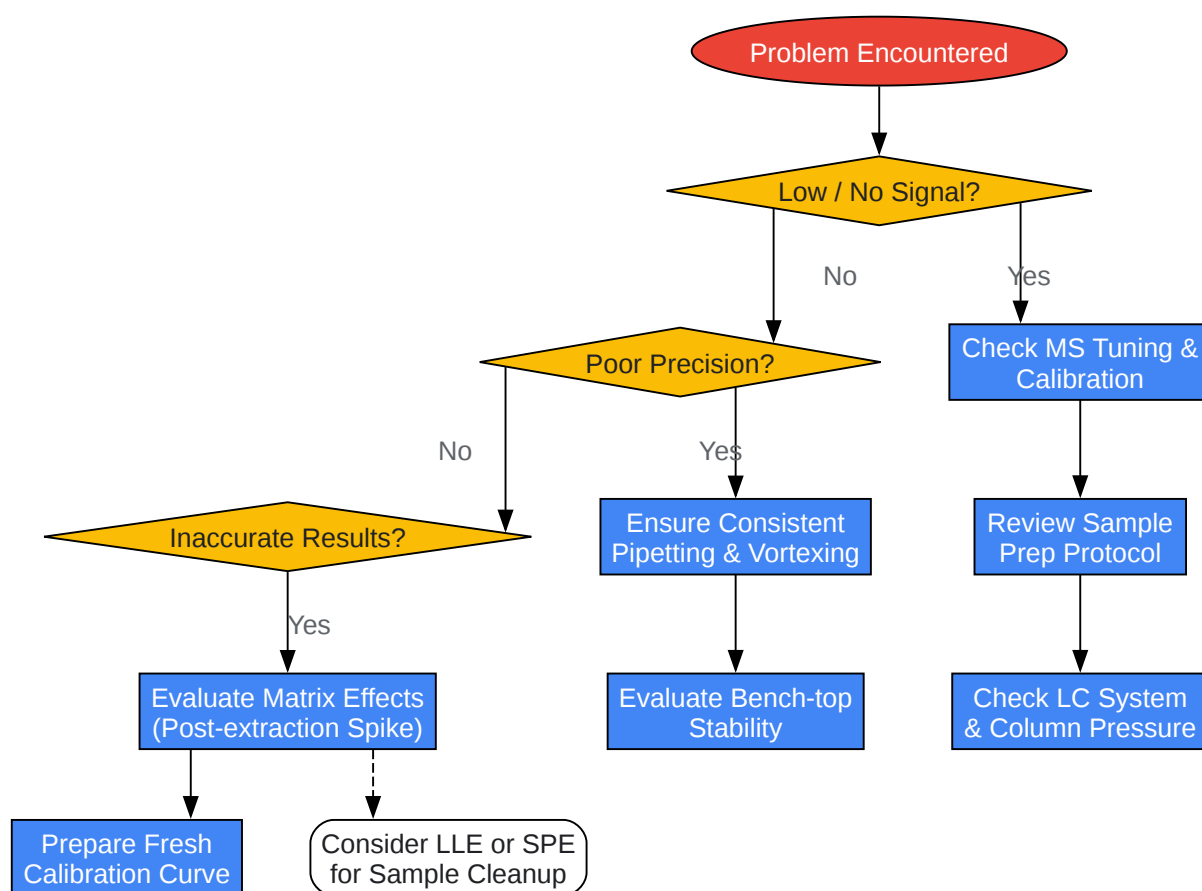 Problem Encountered
Low / No Signal?
No
Yes
Poor Precision?
Check MS Tuning &
Calibration
No
Yes
Inaccurate Results?
Ensure Consistent
Pipetting & Vortexing
Review Sample
Prep Protocol
Yes
Evaluate Matrix Effects
(Post-extraction Spike)
Evaluate Bench-top
Stability
Check LC System
& Column Pressure
Prepare Fresh
Calibration Curve
Consider LLE or SPE
for Sample Cleanup